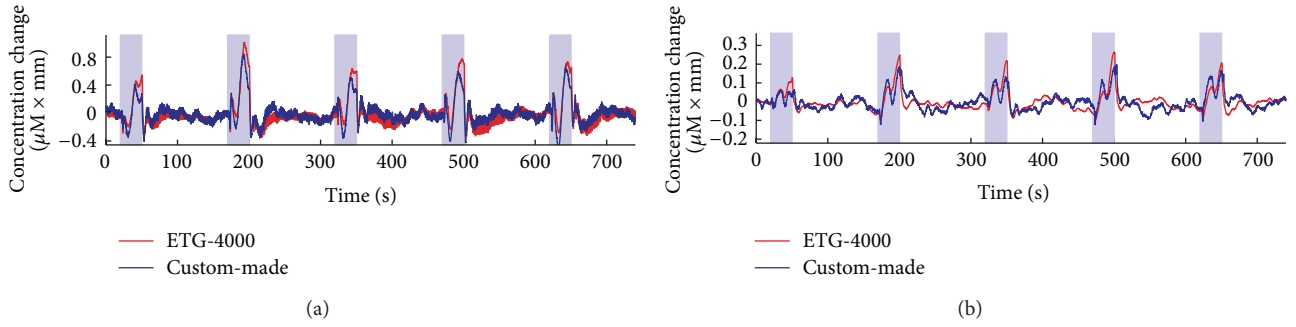 Concentration change
(μM × mm)
0.8
0.4
0
−0.4
0 100 200 300 400 500 600 700
Time (s)
ETG-4000
Custom-made
(a)
Concentration change
(μM × mm)
0.3
0.2
0.1
0
−0.1
−0.2
0 100 200 300 400 500 600 700
Time (s)
ETG-4000
Custom-made
(b)